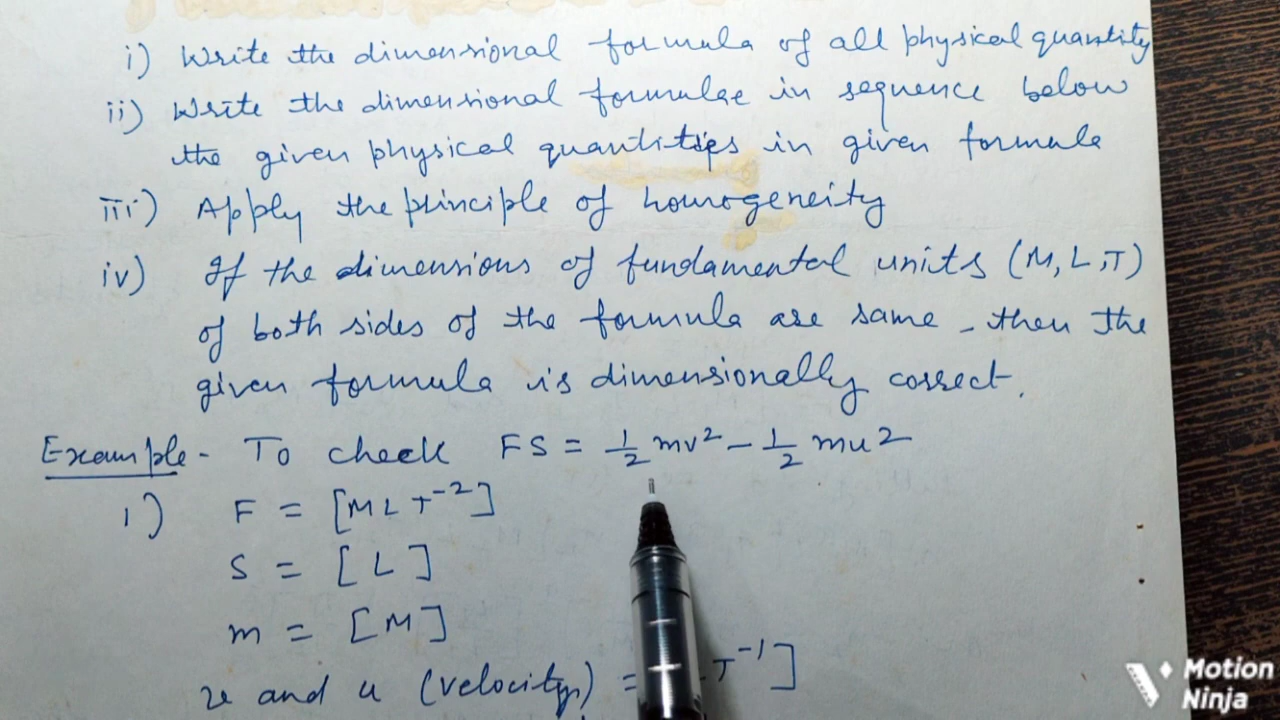 i) Write the dimensional formula of all physical quantity
ii) Write the dimensional formulae in sequence below
the given physical quantities in given formula
iii) Apply the principle of homogeneity
iv) If the dimensions of fundamental units (M, L, T)
of both sides of the formula are same, then the
given formula is dimensionally correct.
Example - To check FS = 1/2 mv² - 1/2 mu²
1) F = [MLT⁻²]
S = [L]
m = [M]
v and u (velocity) = T⁻¹]
Motion
Ninja